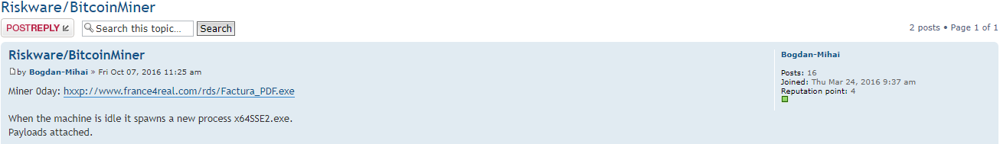 Riskware/BitcoinMiner
POSTREPLY
Search this topic…
Search
2 posts • Page 1 of 1
Riskware/BitcoinMiner
by Bogdan-Mihai » Fri Oct 07, 2016 11:25 am
Miner 0day: hxxp://www.france4real.com/rds/Factura_PDF.exe
When the machine is idle it spawns a new process x64SSE2.exe.
Payloads attached.
Bogdan-Mihai
Posts: 16
Joined: Thu Mar 24, 2016 9:37 am
Reputation point: 4